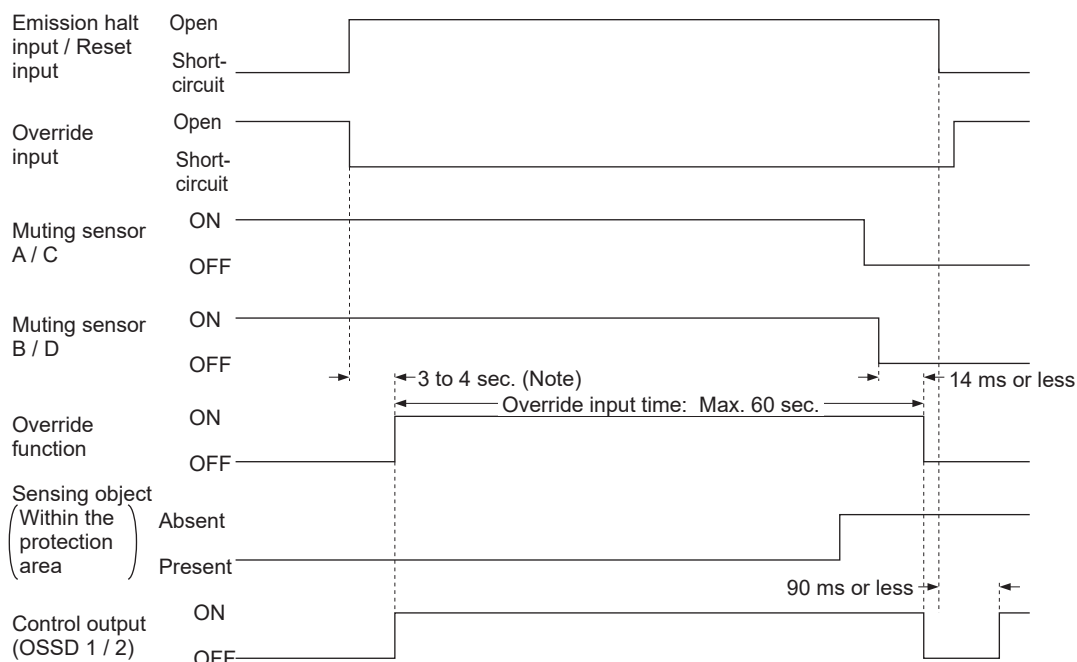 Emission halt
input / Reset
input
Open
Short-
circuit
Override
input
Open
Short-
circuit
Muting sensor
A / C
ON
OFF
Muting sensor
B / D
ON
OFF
3 to 4 sec. (Note)
14 ms or less
Override input time: Max. 60 sec.
Override
function
ON
OFF
Sensing object
(Within the
protection
area)
Absent
Present
90 ms or less
Control output
(OSSD 1 / 2)
ON
OFF